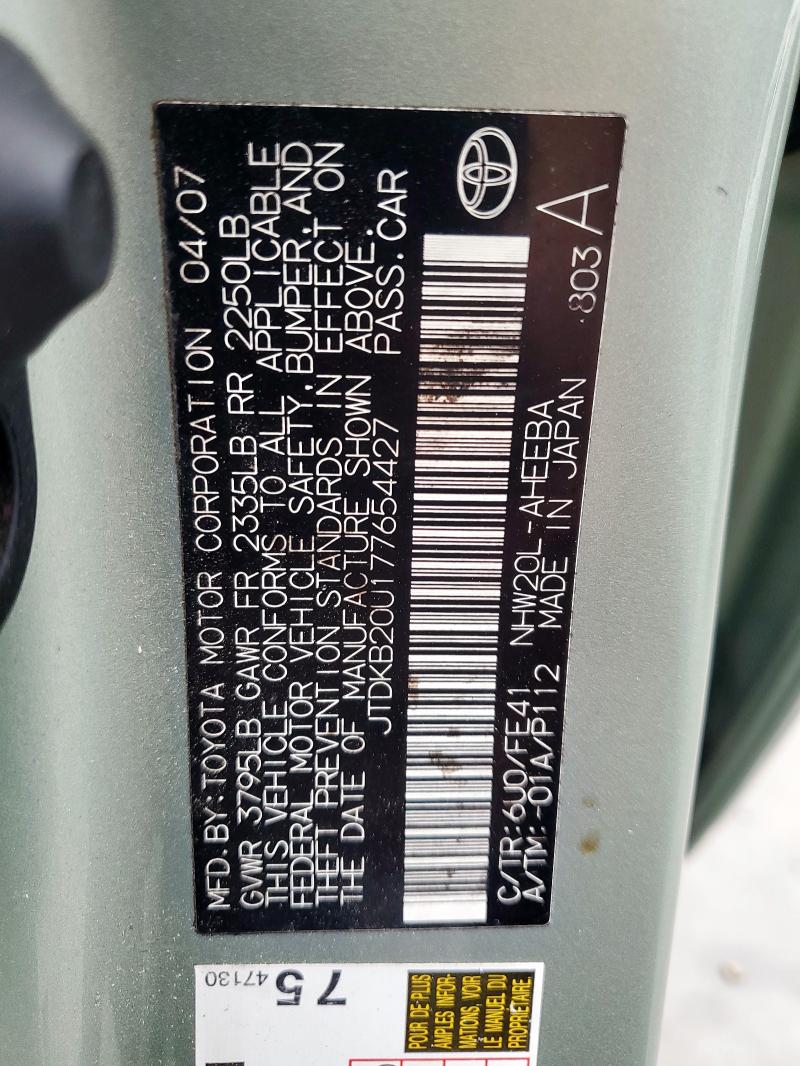 MFD. BY: TOYOTA MOTOR CORPORATION 04/07
GVWR 3795LB GAWR FR 2335LB RR 2250LB
THIS VEHICLE CONFORMS TO ALL APPLICABLE
FEDERAL MOTOR VEHICLE SAFETY, BUMPER, AND
THEFT PREVENTION STANDARDS IN EFFECT ON
THE DATE OF MANUFACTURE SHOWN ABOVE.
JTDKB20U177654427 PASS. CAR
C/TR: 6U0/FE41 NHW20L-AHEEBA
A/TM: -01A/P112 MADE IN JAPAN
803 A
75
47130
POUR DE PLUS
AMPLES INFOR-
MATIONS, VOIR
LE MANUEL DU
PROPRIÉTAIRE